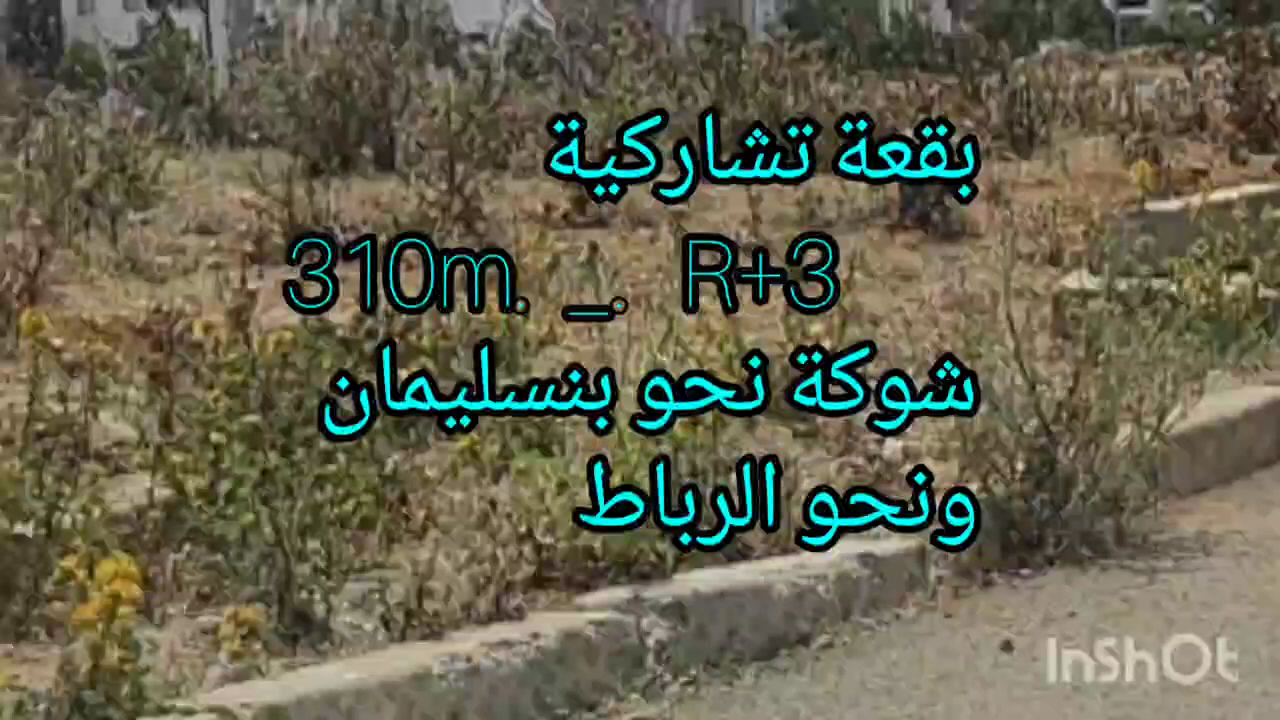 بقعة تشاركية
310m. _. R+3
شوكة نحو بنسليمان
ونحو الرباط
InShOt